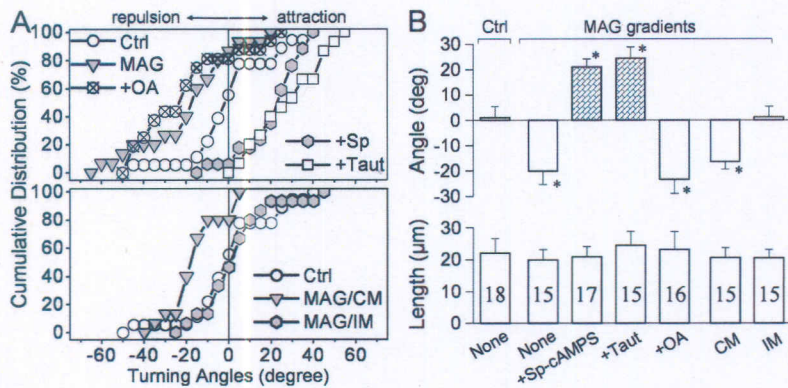 A
repulsion
attraction
Cumulative Distribution (%)
100
80
60
40
20
0
Ctrl
MAG
+OA
+Sp
+Taut
100
80
60
40
20
0
Ctrl
MAG/CM
MAG/IM
-60 -40 -20 0 20 40 60
Turning Angles (degree)
B
Ctrl MAG gradients
Angle (deg)
30
20
10
0
-10
-20
-30
* * * * *
Length (µm)
30
20
10
0
18 15 17 15 16 15 15
None
None
+Sp-cAMPS
+Taut
+OA
CM
IM